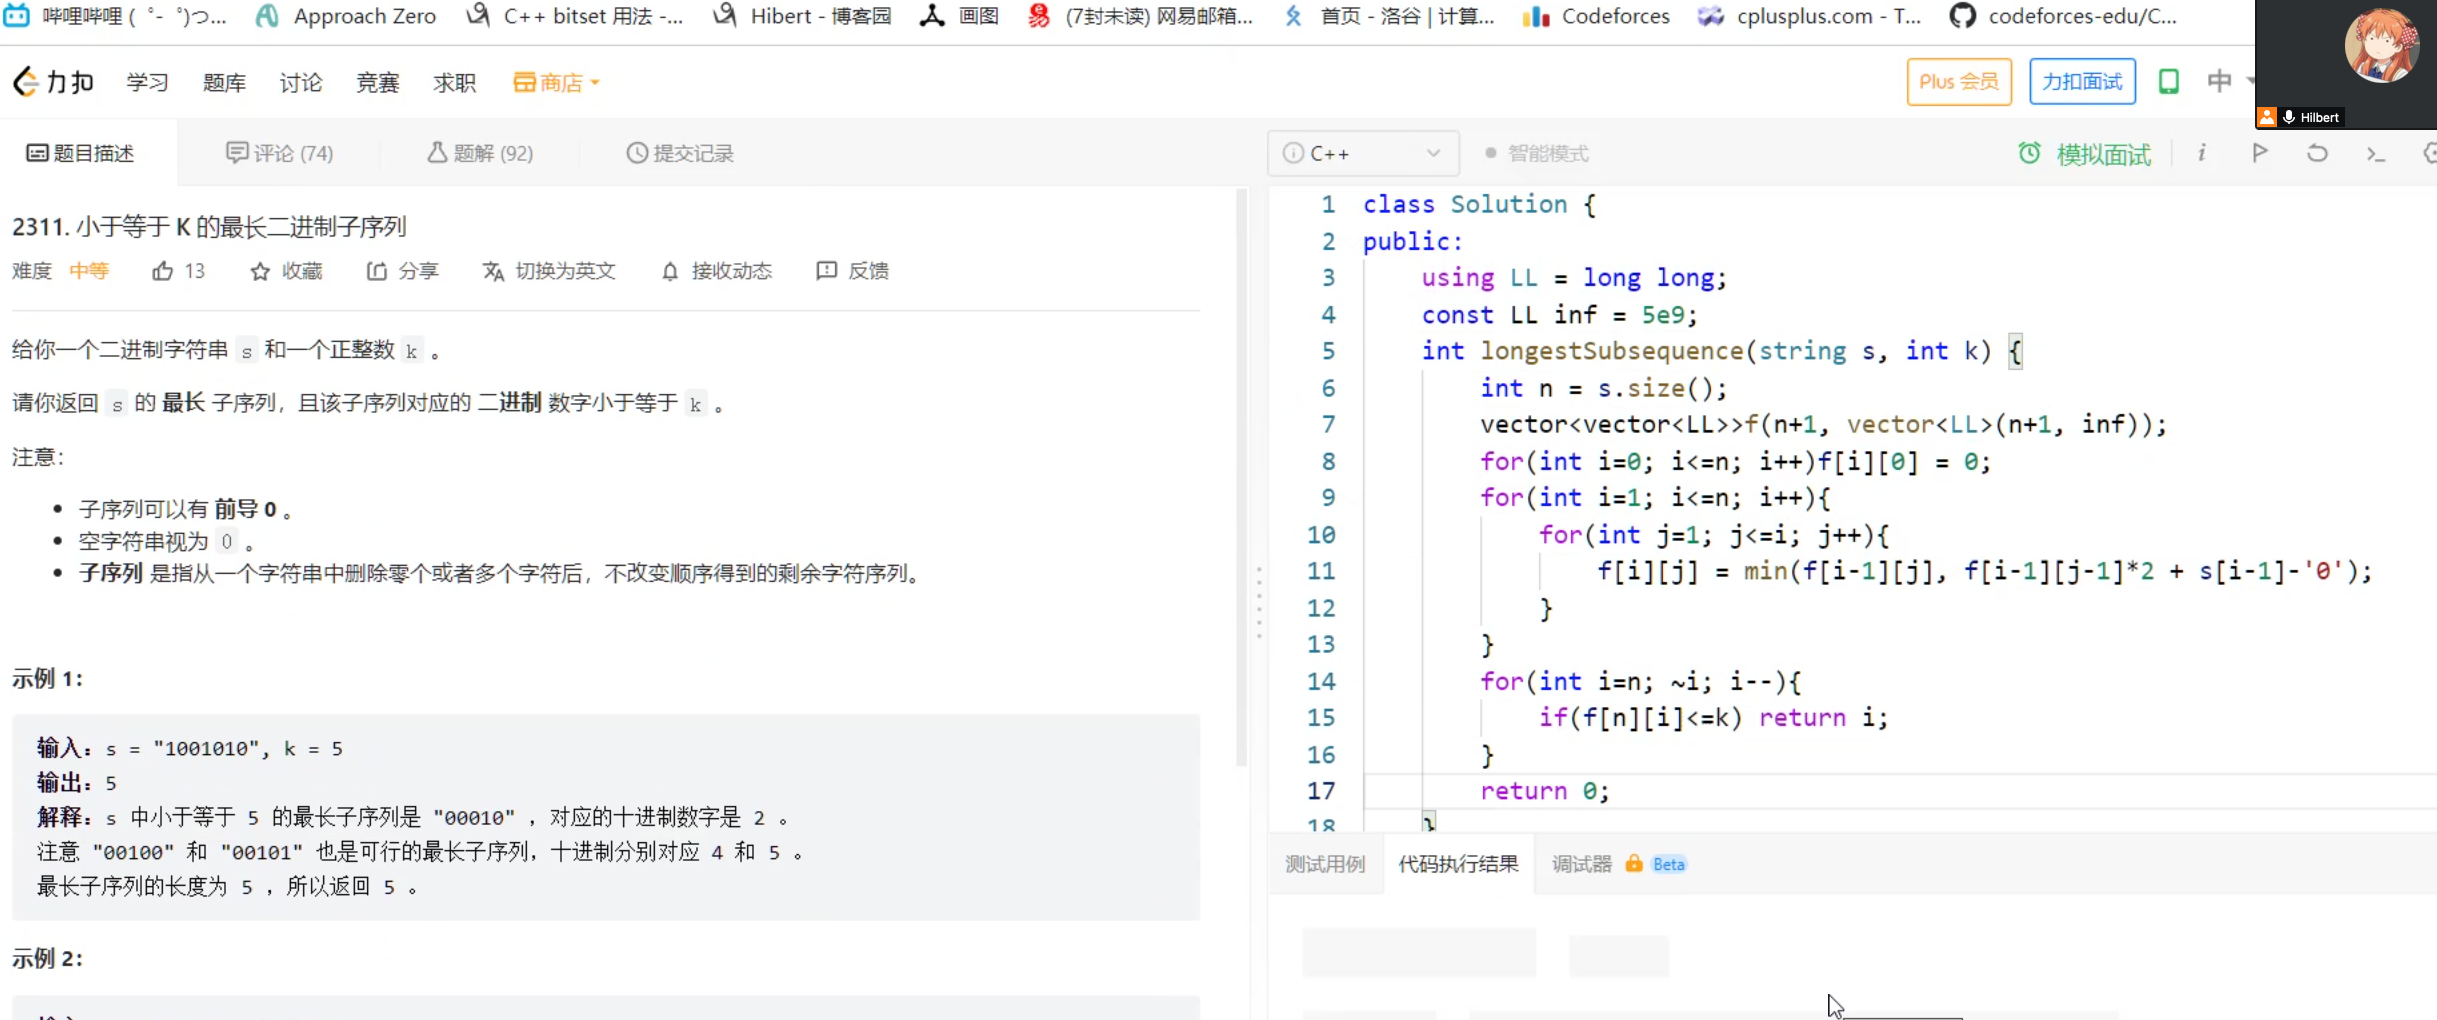 哔哩哔哩 (゜-゜)つ... Approach Zero C++ bitset 用法 -... Hibert - 博客园 画图 (7封未读) 网易邮箱... 首页 - 洛谷 | 计算... Codeforces cplusplus.com - T... codeforces-edu/C...
力扣 学习 题库 讨论 竞赛 求职 商店 Plus 会员 力扣面试 中
Hilbert
题目描述 评论 (74) 题解 (92) 提交记录
C++ 智能模式 模拟面试
2311. 小于等于 K 的最长二进制子序列
难度 中等 13 收藏 分享 切换为英文 接收动态 反馈
给你一个二进制字符串 s 和一个正整数 k 。
请你返回 s 的 最长 子序列，且该子序列对应的 二进制 数字小于等于 k 。
注意：
子序列可以有 前导 0 。
空字符串视为 0 。
子序列 是指从一个字符串中删除零个或者多个字符后，不改变顺序得到的剩余字符序列。
示例 1：
输入：s = "1001010", k = 5
输出：5
解释：s 中小于等于 5 的最长子序列是 "00010" ，对应的十进制数字是 2 。
注意 "00100" 和 "00101" 也是可行的最长子序列，十进制分别对应 4 和 5 。
最长子序列的长度为 5 ，所以返回 5 。
示例 2：
1 class Solution {
2 public:
3 using LL = long long;
4 const LL inf = 5e9;
5 int longestSubsequence(string s, int k) {
6 int n = s.size();
7 vector<vector<LL>>f(n+1, vector<LL>(n+1, inf));
8 for(int i=0; i<=n; i++)f[i][0] = 0;
9 for(int i=1; i<=n; i++){
10 for(int j=1; j<=i; j++){
11 f[i][j] = min(f[i-1][j], f[i-1][j-1]*2 + s[i-1]-'0');
12 }
13 }
14 for(int i=n; ~i; i--){
15 if(f[n][i]<=k) return i;
16 }
17 return 0;
18 }
测试用例 代码执行结果 调试器 Beta